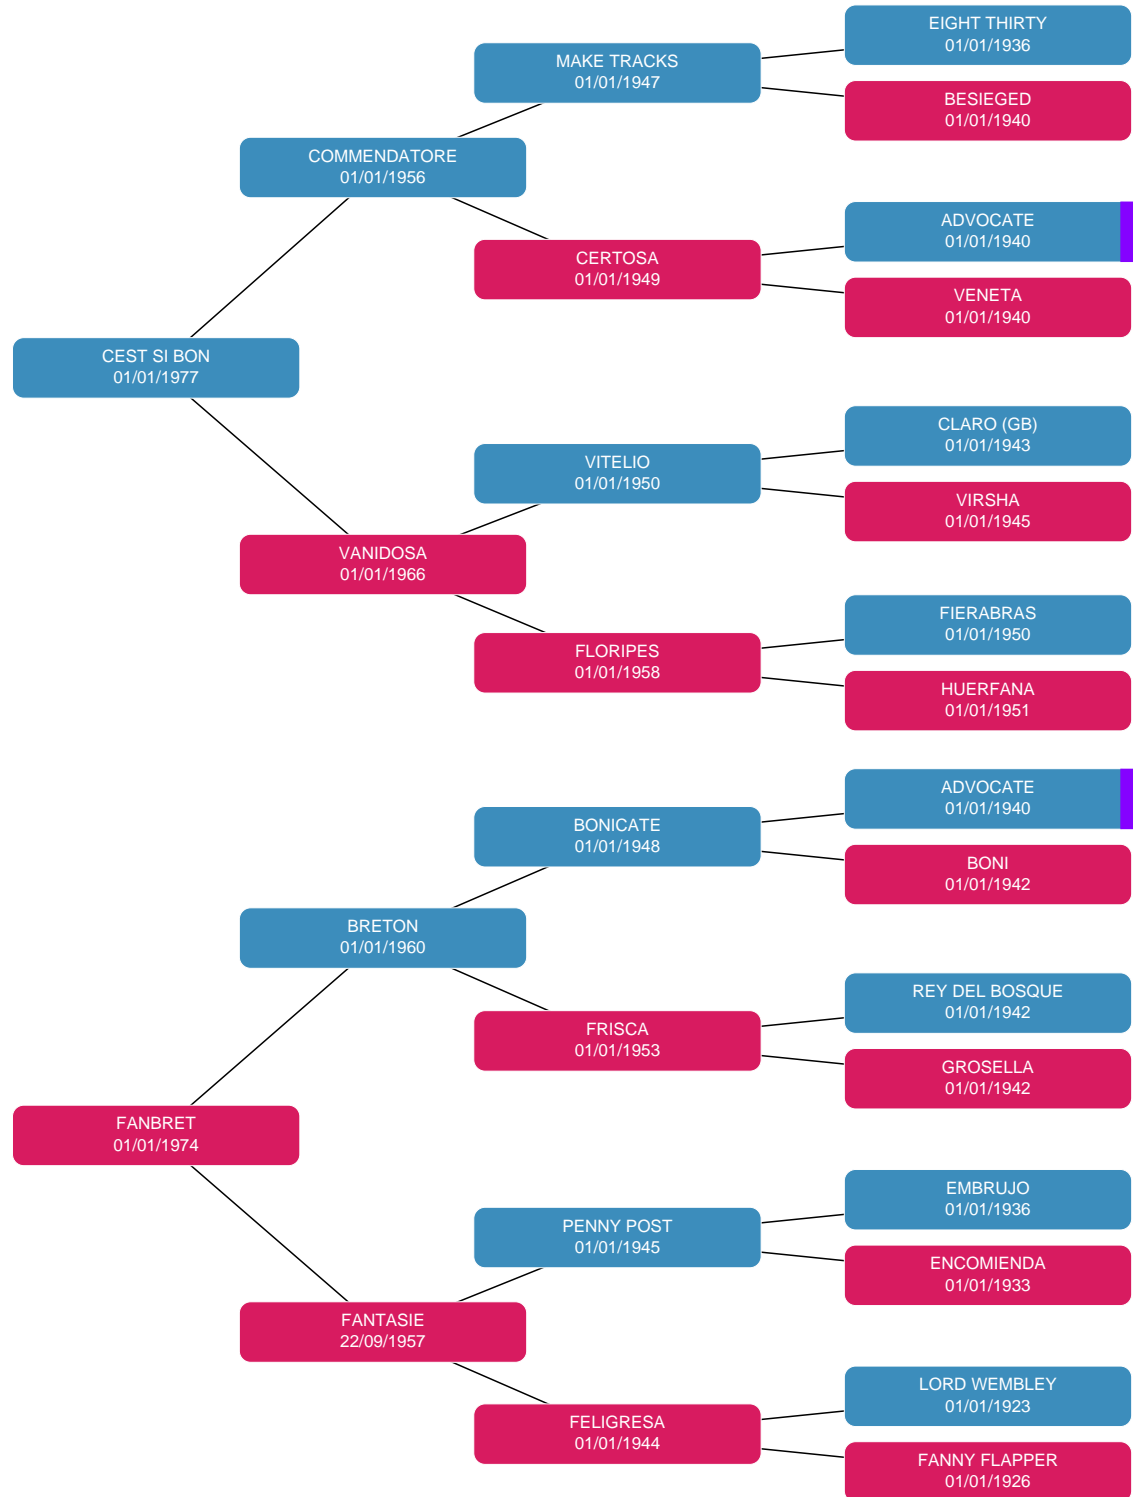 EIGHT THIRTY
01/01/1936
MAKE TRACKS
01/01/1947
BESIEGED
01/01/1940
COMMENDATORE
01/01/1956
ADVOCATE
01/01/1940
CERTOSA
01/01/1949
VENETA
01/01/1940
CEST SI BON
01/01/1977
CLARO (GB)
01/01/1943
VITELIO
01/01/1950
VIRSHA
01/01/1945
VANIDOSA
01/01/1966
FIERABRAS
01/01/1950
FLORIPES
01/01/1958
HUERFANA
01/01/1951
ADVOCATE
01/01/1940
BONICATE
01/01/1948
BONI
01/01/1942
BRETON
01/01/1960
REY DEL BOSQUE
01/01/1942
FRISCA
01/01/1953
GROSELLA
01/01/1942
FANBRET
01/01/1974
EMBRUJO
01/01/1936
PENNY POST
01/01/1945
ENCOMIENDA
01/01/1933
FANTASIE
22/09/1957
LORD WEMBLEY
01/01/1923
FELIGRESA
01/01/1944
FANNY FLAPPER
01/01/1926